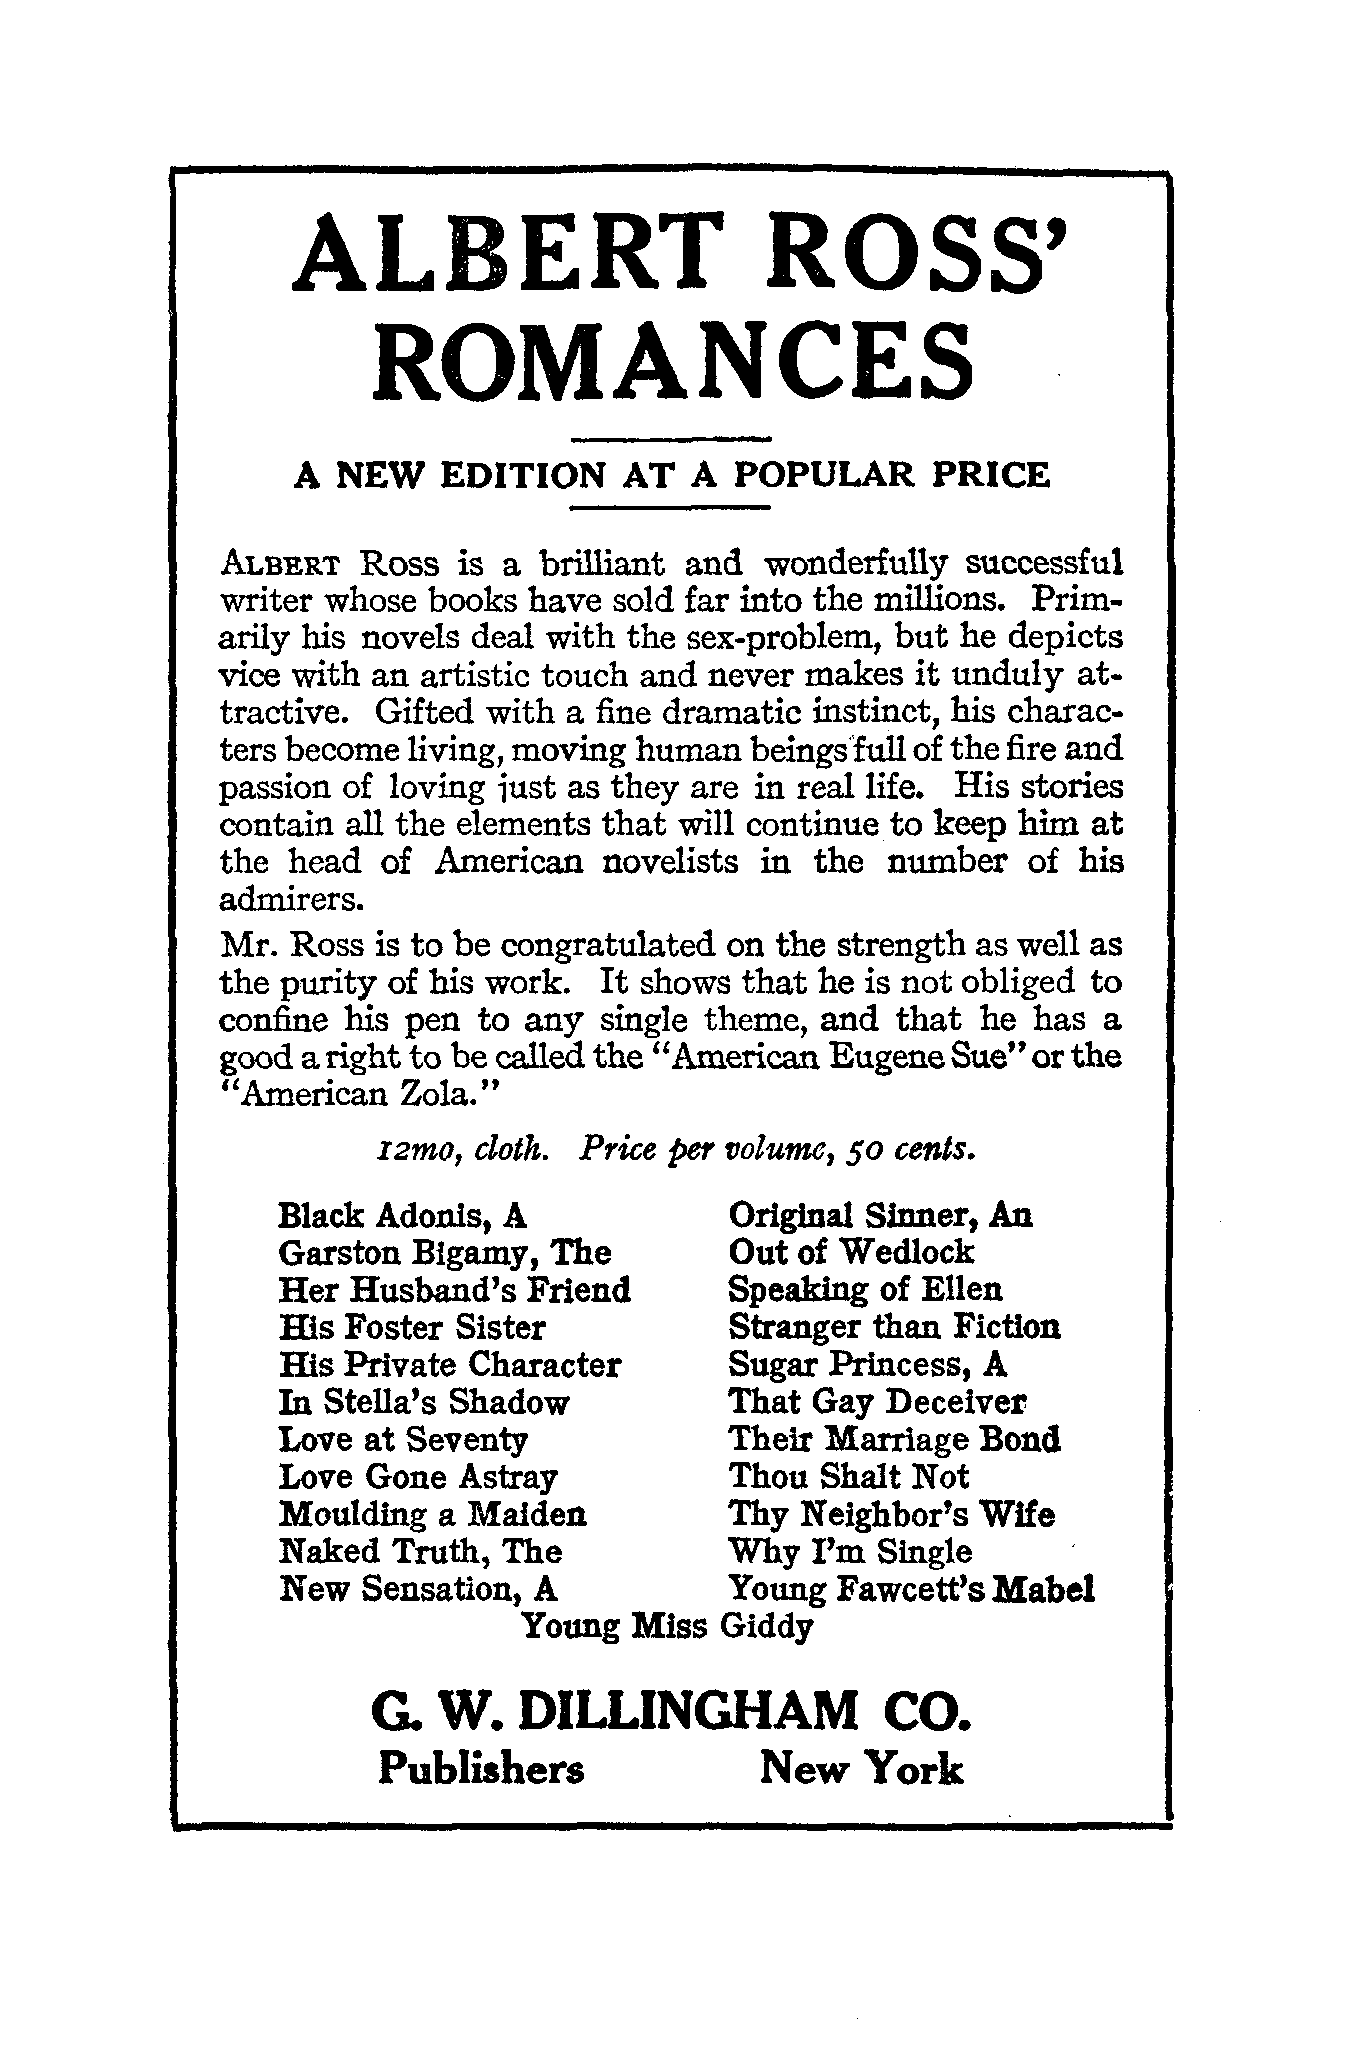 ALBERT ROSS'
ROMANCES
A NEW EDITION AT A POPULAR PRICE
ALBERT ROSS is a brilliant and wonderfully successful
writer whose books have sold far into the millions. Prim-
arily his novels deal with the sex-problem, but he depicts
vice with an artistic touch and never makes it unduly at-
tractive. Gifted with a fine dramatic instinct, his charac-
ters become living, moving human beings full of the fire and
passion of loving just as they are in real life. His stories
contain all the elements that will continue to keep him at
the head of American novelists in the number of his
admirers.
Mr. Ross is to be congratulated on the strength as well as
the purity of his work. It shows that he is not obliged to
confine his pen to any single theme, and that he has a
good a right to be called the "American Eugene Sue" or the
"American Zola."
12mo, cloth. Price per volume, 50 cents.
Black Adonis, A
Garston Bigamy, The
Her Husband's Friend
His Foster Sister
His Private Character
In Stella's Shadow
Love at Seventy
Love Gone Astray
Moulding a Maiden
Naked Truth, The
New Sensation, A
Original Sinner, An
Out of Wedlock
Speaking of Ellen
Stranger than Fiction
Sugar Princess, A
That Gay Deceiver
Their Marriage Bond
Thou Shalt Not
Thy Neighbor's Wife
Why I'm Single
Young Fawcett's Mabel
Young Miss Giddy
G. W. DILLINGHAM CO.
Publishers New York